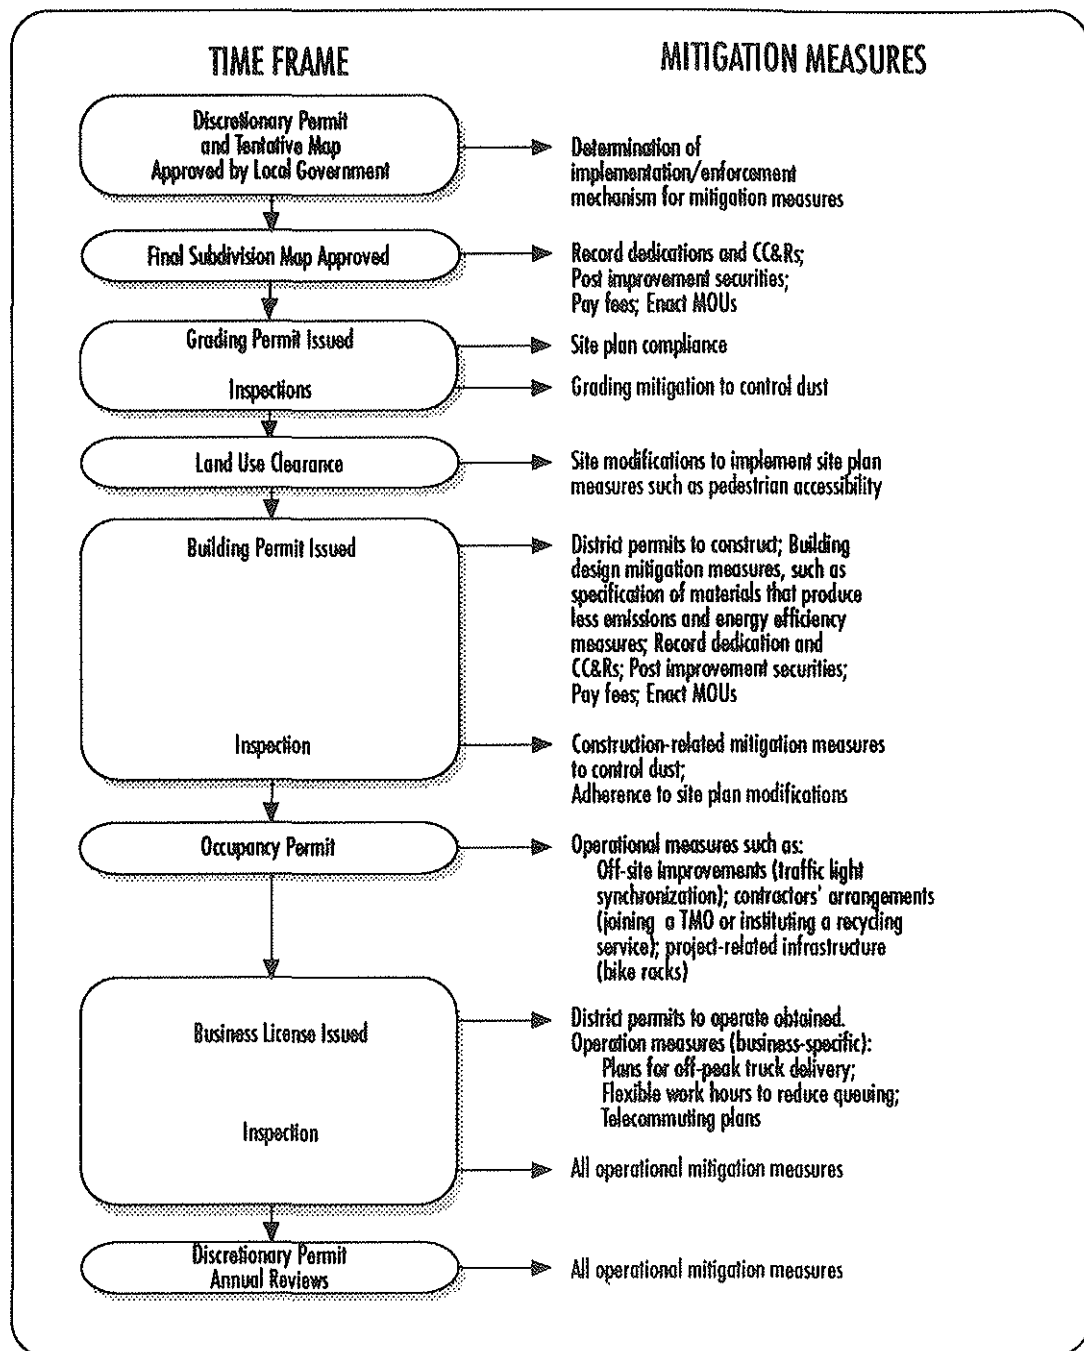 TIME FRAME
MITIGATION MEASURES
Discretionary Permit
and Tentative Map
Approved by Local Government
Determination of
implementation/enforcement
mechanism for mitigation measures
Final Subdivision Map Approved
Record dedications and CC&Rs;
Post improvement securities;
Pay fees; Enact MOUs
Grading Permit Issued
Site plan compliance
Inspections
Grading mitigation to control dust
Land Use Clearance
Site modifications to implement site plan
measures such as pedestrian accessibility
Building Permit Issued
District permits to construct; Building
design mitigation measures, such as
specification of materials that produce
less emissions and energy efficiency
measures; Record dedication and
CC&Rs; Post improvement securities;
Pay fees; Enact MOUs
Inspection
Construction-related mitigation measures
to control dust;
Adherence to site plan modifications
Occupancy Permit
Operational measures such as:
Off-site improvements (traffic light
synchronization); contractors' arrangements
(joining a TMO or instituting a recycling
service); project-related infrastructure
(bike racks)
Business License Issued
District permits to operate obtained.
Operation measures (business-specific):
Plans for off-peak truck delivery;
Flexible work hours to reduce queuing;
Telecommuting plans
Inspection
All operational mitigation measures
Discretionary Permit
Annual Reviews
All operational mitigation measures